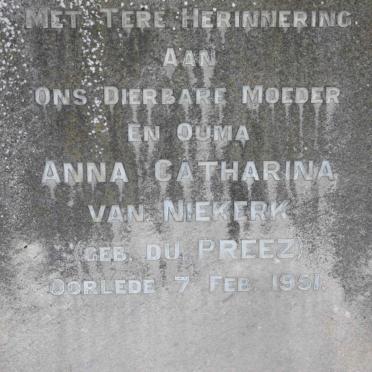 MET TERE HERINNERING
AAN
ONS DIERBARE MOEDER
EN OUMA
ANNA CATHARINA
VAN NIEKERK
(GEB. DU PREEZ)
OORLEDE 7 FEB. 1951.